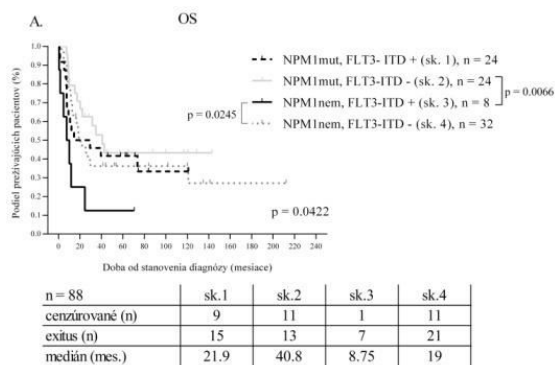 A.
OS
Podiel prežívajúcich pacientov (%)
1.0
0.9
0.8
0.7
0.6
0.5
0.4
0.3
0.2
0.1
0.0
0 20 40 60 80 100 120 140 160 180 200 220 240
Doba od stanovenia diagnózy (mesiace)
NPM1mut, FLT3- ITD + (sk. 1), n = 24
NPM1mut, FLT3-ITD - (sk. 2), n = 24
NPM1nem, FLT3-ITD + (sk. 3), n = 8
NPM1nem, FLT3-ITD - (sk. 4), n = 32
p = 0.0066
p = 0.0245
p = 0.0422
n = 88 sk.1 sk.2 sk.3 sk.4
cenzúrované (n) 9 11 1 11
exitus (n) 15 13 7 21
medián (mes.) 21.9 40.8 8.75 19